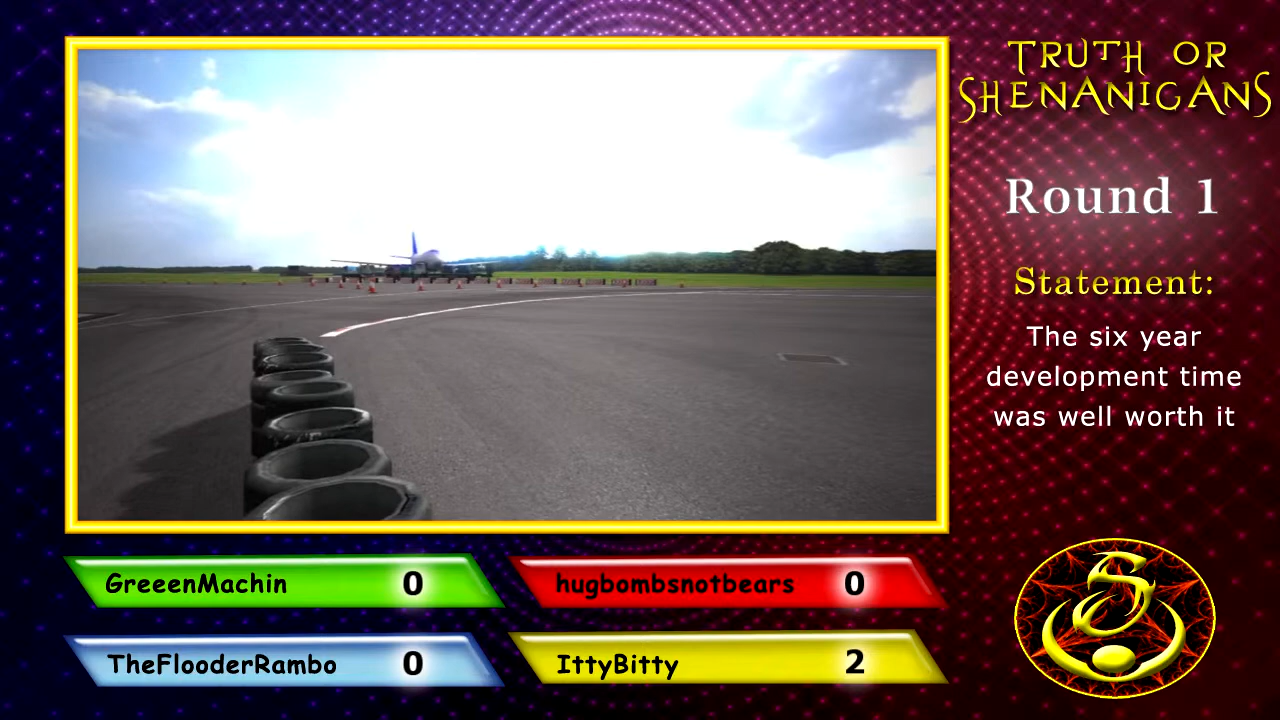 TRUTH OR
SHENANIGANS
Round 1
Statement:
The six year
development time
was well worth it
GreeenMachin 0
hugbombsnotbears 0
TheFlooderRambo 0
IttyBitty 2